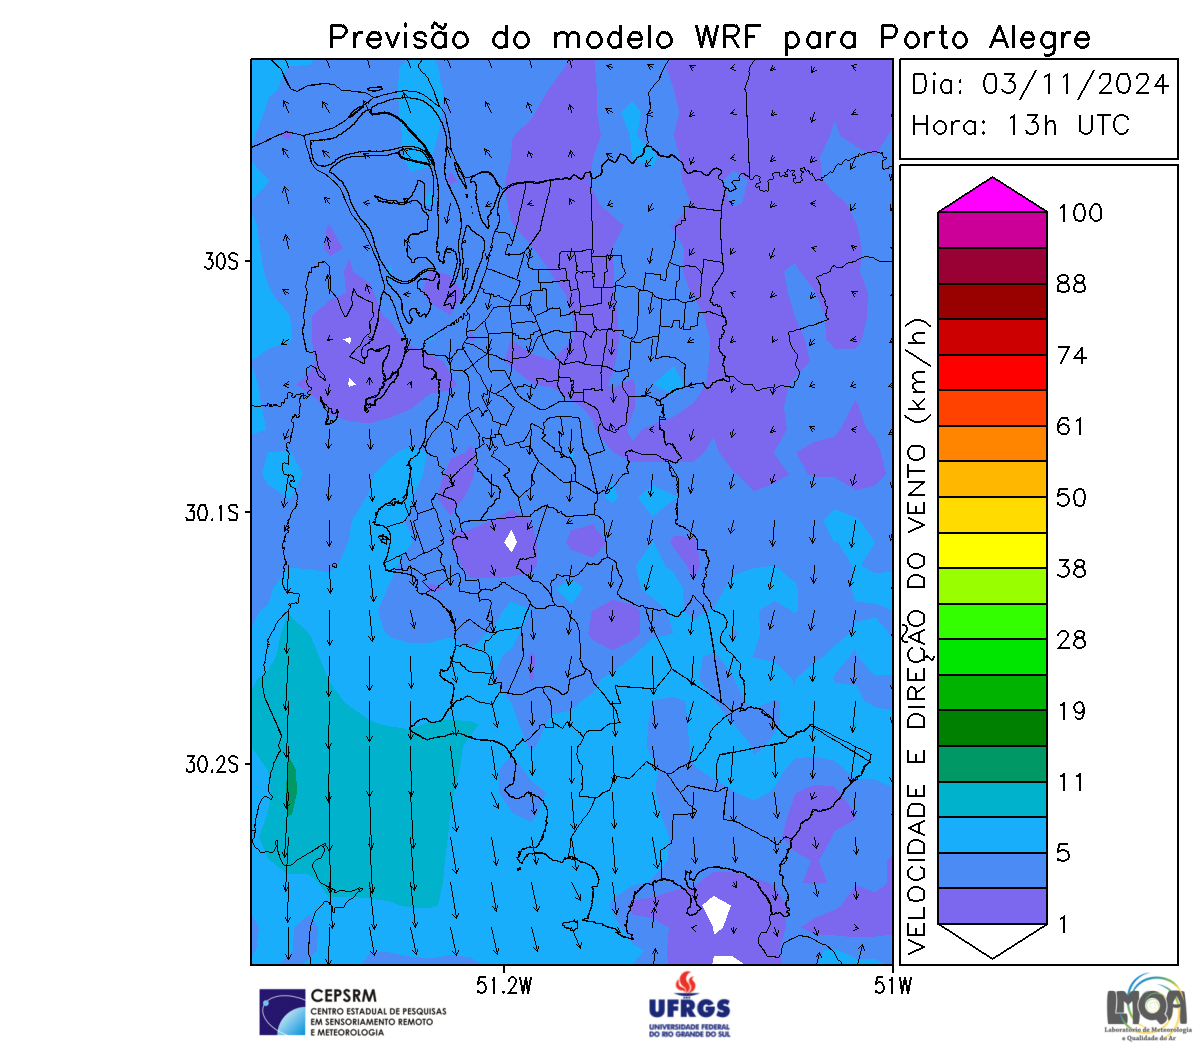 Previsão do modelo WRF para Porto Alegre
Dia: 03/11/2024
Hora: 13h UTC
30S
30.1S
30.2S
51.2W
51W
VELOCIDADE E DIREÇÃO DO VENTO (km/h)
100
88
74
61
50
38
28
19
11
5
1
CEPSRM
CENTRO ESTADUAL DE PESQUISAS
EM SENSORIAMENTO REMOTO
E METEOROLOGIA
UFRGS
UNIVERSIDADE FEDERAL
DO RIO GRANDE DO SUL
LMQA
Laboratório de Meteorologia
e Qualidade do Ar